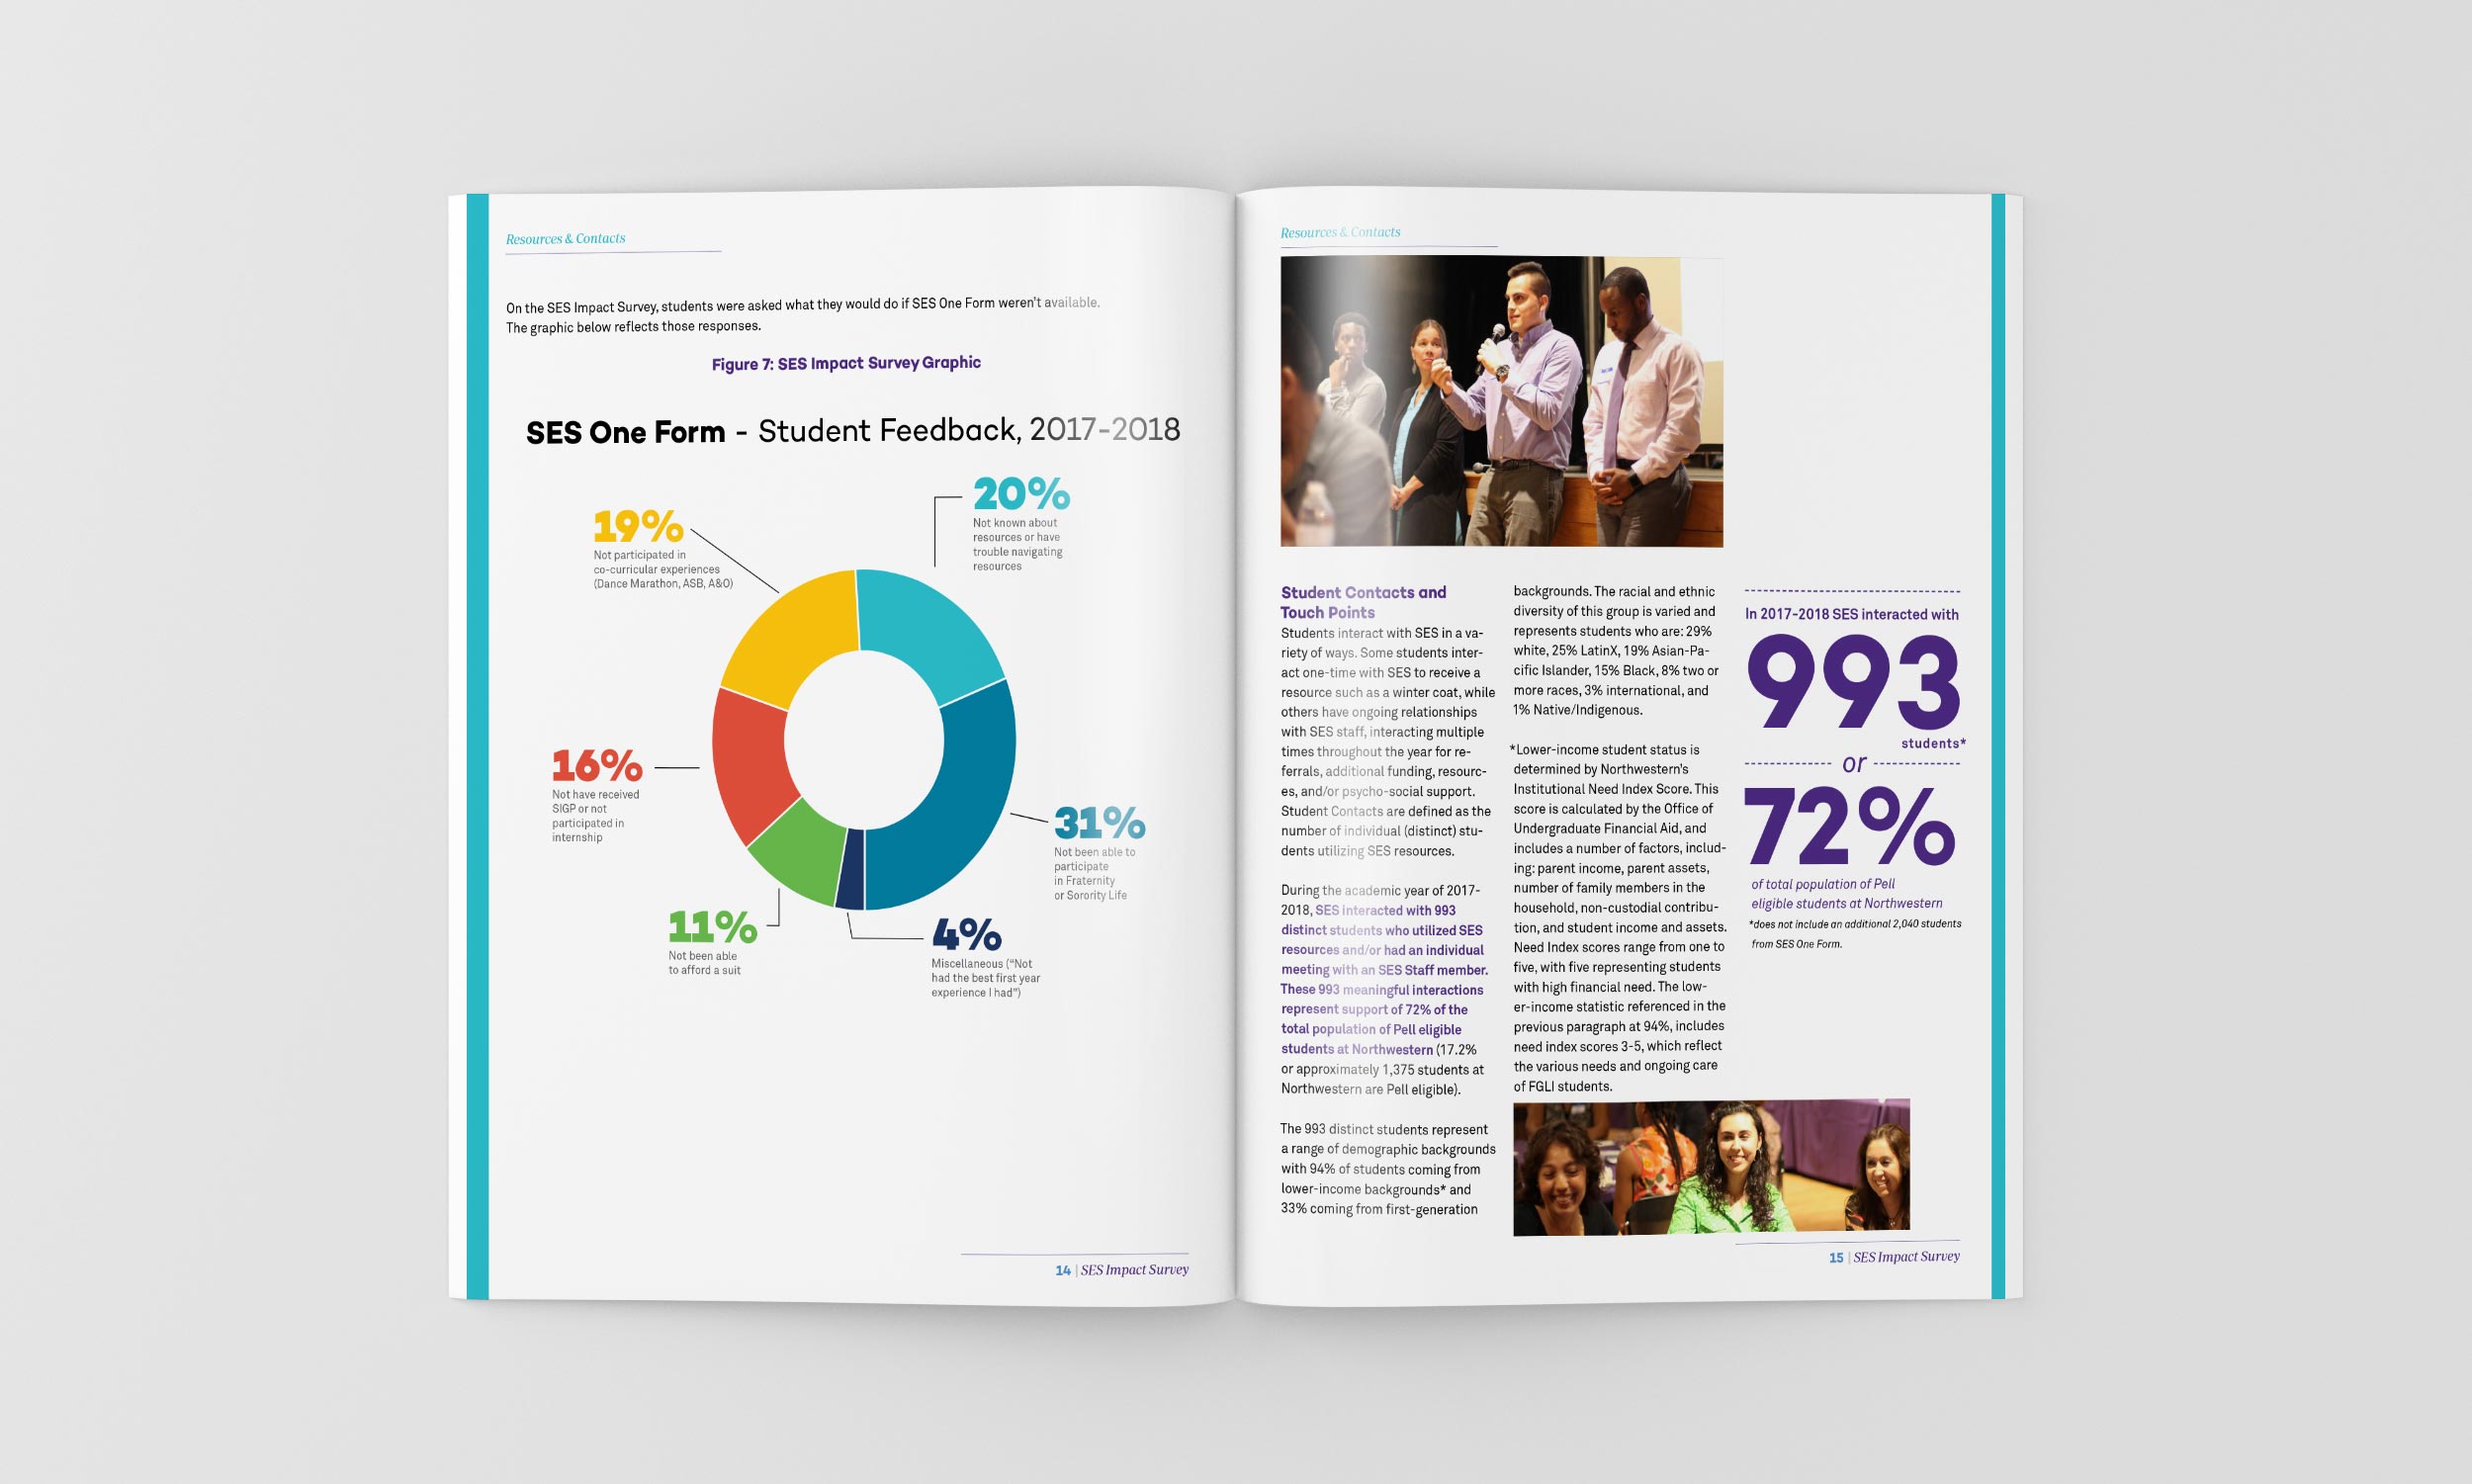 Resources & Contacts
On the SES Impact Survey, students were asked what they would do if SES One Form weren't available.
The graphic below reflects those responses.
Figure 7: SES Impact Survey Graphic
SES One Form - Student Feedback, 2017-2018
20%
Not known about
resources or have
trouble navigating
resources
19%
Not participated in
co-curricular experiences
(Dance Marathon, ASB, A&O)
16%
Not have received
SIGP or not
participated in
internship
31%
Not been able to
participate
in Fraternity
or Sorority Life
11%
Not been able
to afford a suit
4%
Miscellaneous ("Not
had the best first year
experience I had")
14 | SES Impact Survey
Resources & Contacts
Student Contacts and
Touch Points
Students interact with SES in a va-
riety of ways. Some students inter-
act one-time with SES to receive a
resource such as a winter coat, while
others have ongoing relationships
with SES staff, interacting multiple
times throughout the year for re-
ferrals, additional funding, resourc-
es, and/or psycho-social support.
Student Contacts are defined as the
number of individual (distinct) stu-
dents utilizing SES resources.
During the academic year of 2017-
2018, SES interacted with 993
distinct students who utilized SES
resources and/or had an individual
meeting with an SES Staff member.
These 993 meaningful interactions
represent support of 72% of the
total population of Pell eligible
students at Northwestern (17.2%
or approximately 1,375 students at
Northwestern are Pell eligible).
The 993 distinct students represent
a range of demographic backgrounds
with 94% of students coming from
lower-income backgrounds* and
33% coming from first-generation
backgrounds. The racial and ethnic
diversity of this group is varied and
represents students who are: 29%
white, 25% LatinX, 19% Asian-Pa-
cific Islander, 15% Black, 8% two or
more races, 3% international, and
1% Native/Indigenous.
*Lower-income student status is
determined by Northwestern's
Institutional Need Index Score. This
score is calculated by the Office of
Undergraduate Financial Aid, and
includes a number of factors, includ-
ing: parent income, parent assets,
number of family members in the
household, non-custodial contribu-
tion, and student income and assets.
Need Index scores range from one to
five, with five representing students
with high financial need. The low-
er-income statistic referenced in the
previous paragraph at 94%, includes
need index scores 3-5, which reflect
the various needs and ongoing care
of FGLI students.
In 2017-2018 SES interacted with
993
students*
or
72%
of total population of Pell
eligible students at Northwestern
*does not include an additional 2,040 students
from SES One Form.
15 | SES Impact Survey